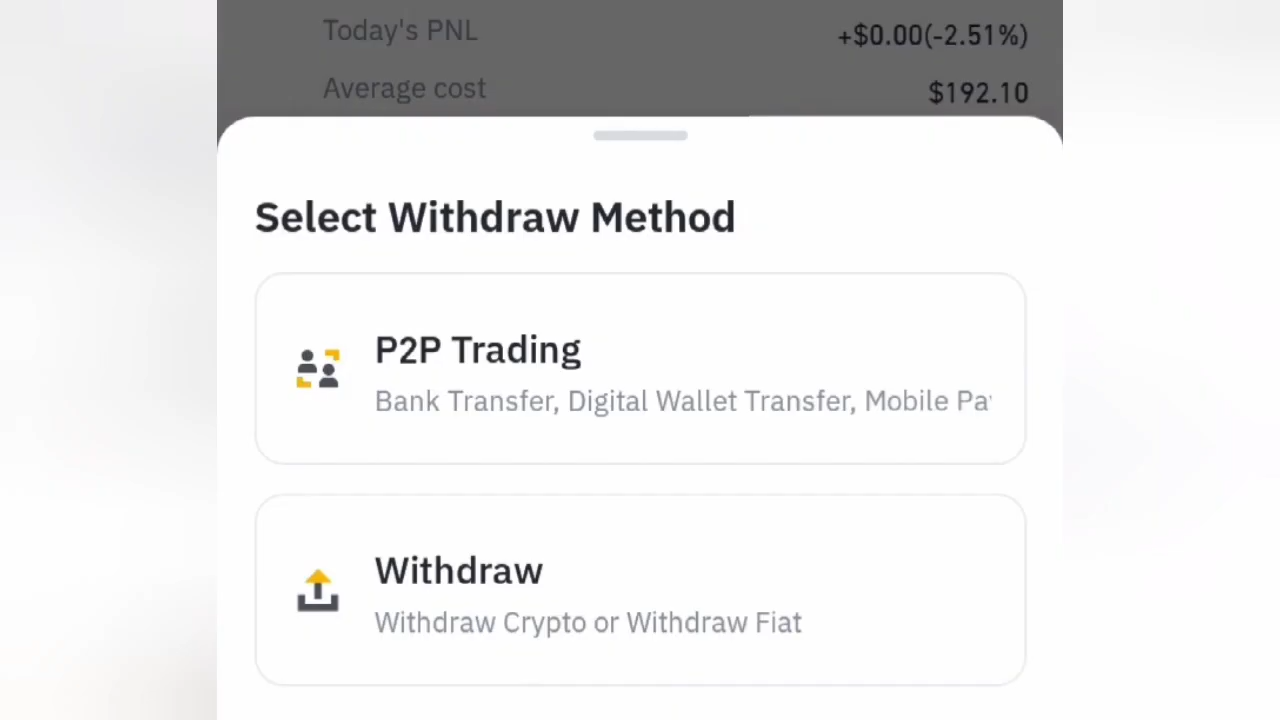 Today's PNL
+$0.00(-2.51%)
Average cost
$192.10
Select Withdraw Method
P2P Trading
Bank Transfer, Digital Wallet Transfer, Mobile
Withdraw
Withdraw Crypto or Withdraw Fiat